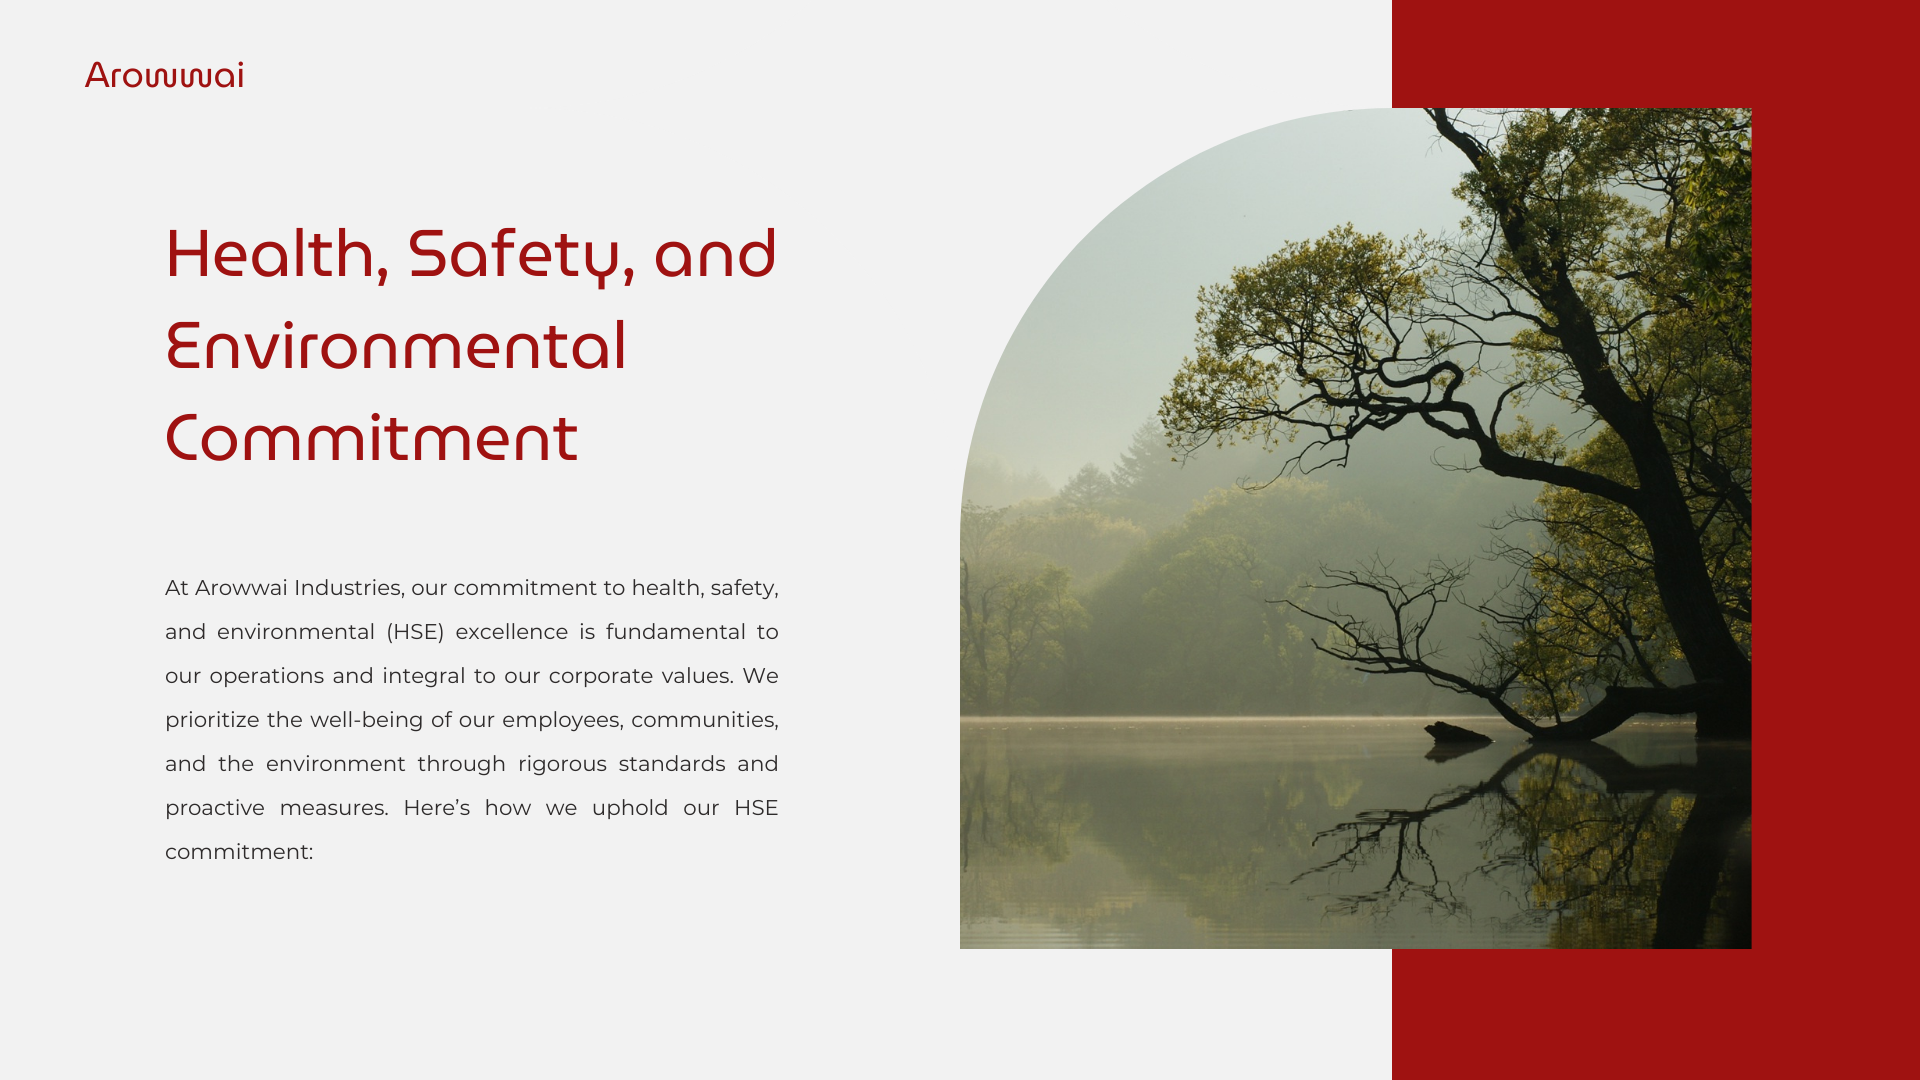 Arowwai
Health, Safety, and
Environmental
Commitment
At Arowwai Industries, our commitment to health, safety,
and environmental (HSE) excellence is fundamental to
our operations and integral to our corporate values. We
prioritize the well-being of our employees, communities,
and the environment through rigorous standards and
proactive measures. Here’s how we uphold our HSE
commitment: